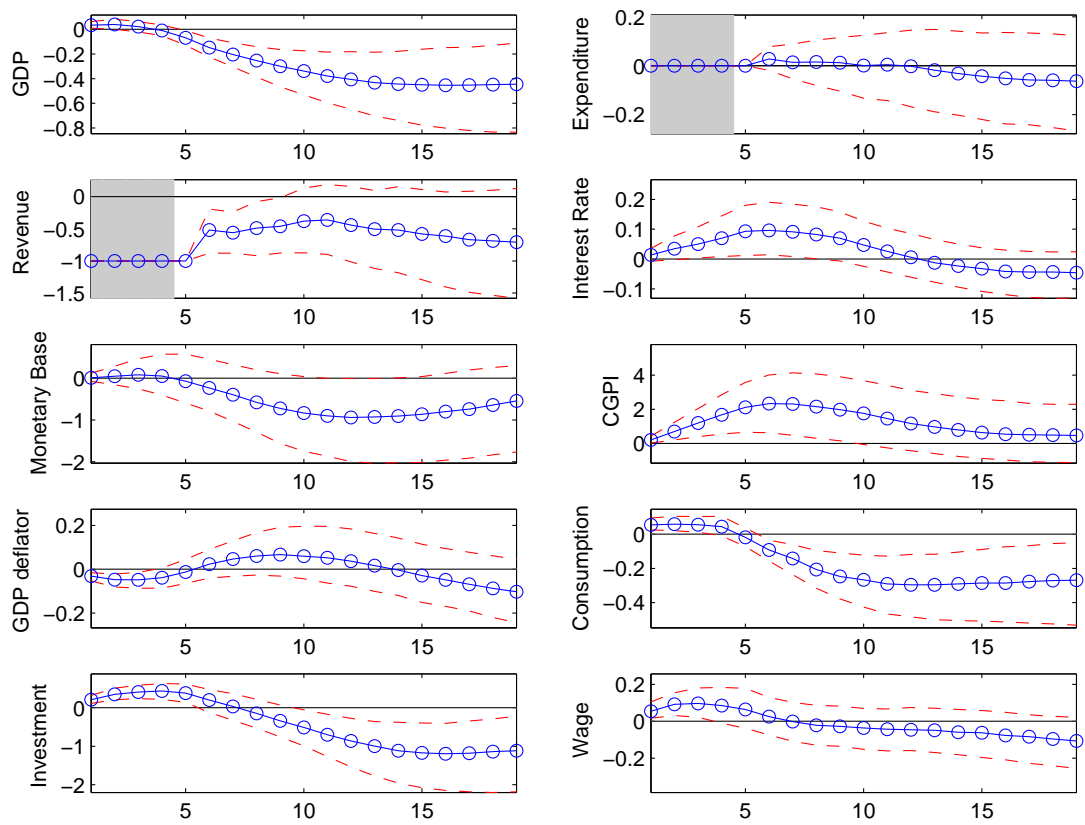 GDP
0
−0.2
−0.4
−0.6
−0.8
5 10 15
Expenditure
0.2
0
−0.2
5 10 15
Revenue
0
−0.5
−1
−1.5
5 10 15
Interest Rate
0.2
0.1
0
−0.1
5 10 15
Monetary Base
0
−1
−2
5 10 15
CGPI
4
2
0
5 10 15
GDP deflator
0.2
0
−0.2
5 10 15
Consumption
0
−0.2
−0.4
5 10 15
Investment
0
−1
−2
5 10 15
Wage
0.2
0
−0.2
5 10 15